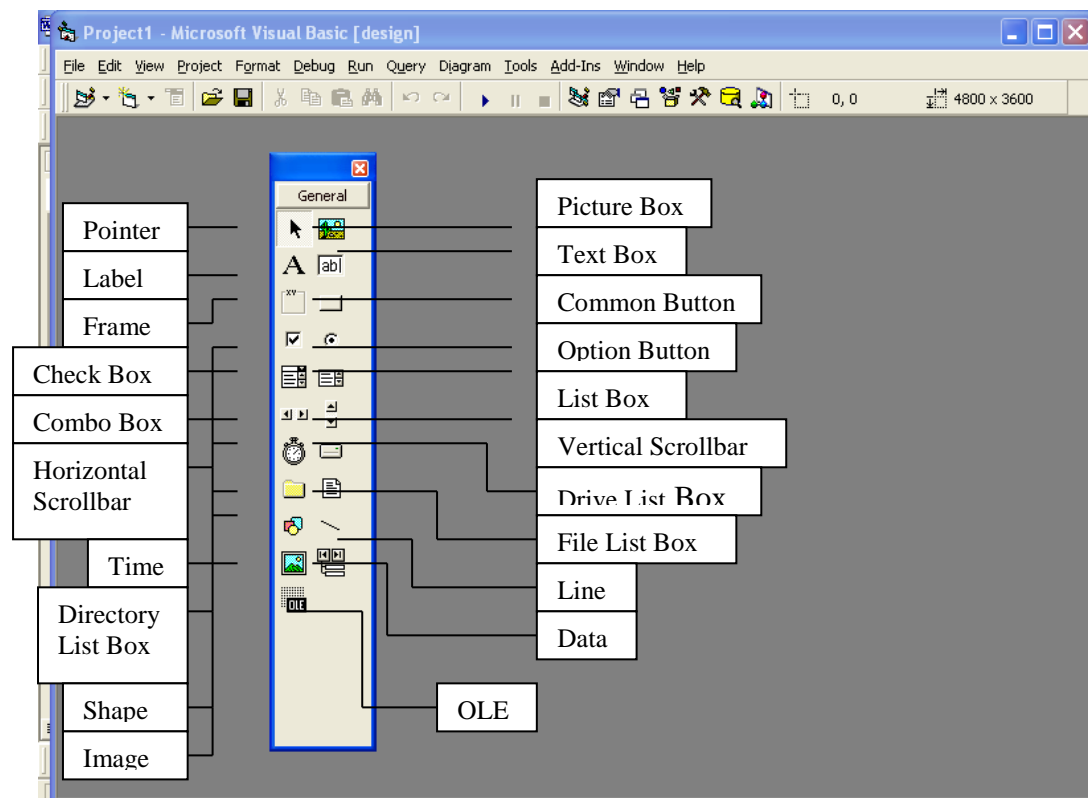 Project1 - Microsoft Visual Basic [design]
File Edit View Project Format Debug Run Query Diagram Tools Add-Ins Window Help
0, 0 4800 x 3600
General
A ab|
xy
OLE
Pointer
Label
Frame
Check Box
Combo Box
Horizontal
Scrollbar
Time
Directory
List Box
Shape
Image
Picture Box
Text Box
Common Button
Option Button
List Box
Vertical Scrollbar
Drive List Box
File List Box
Line
Data
OLE